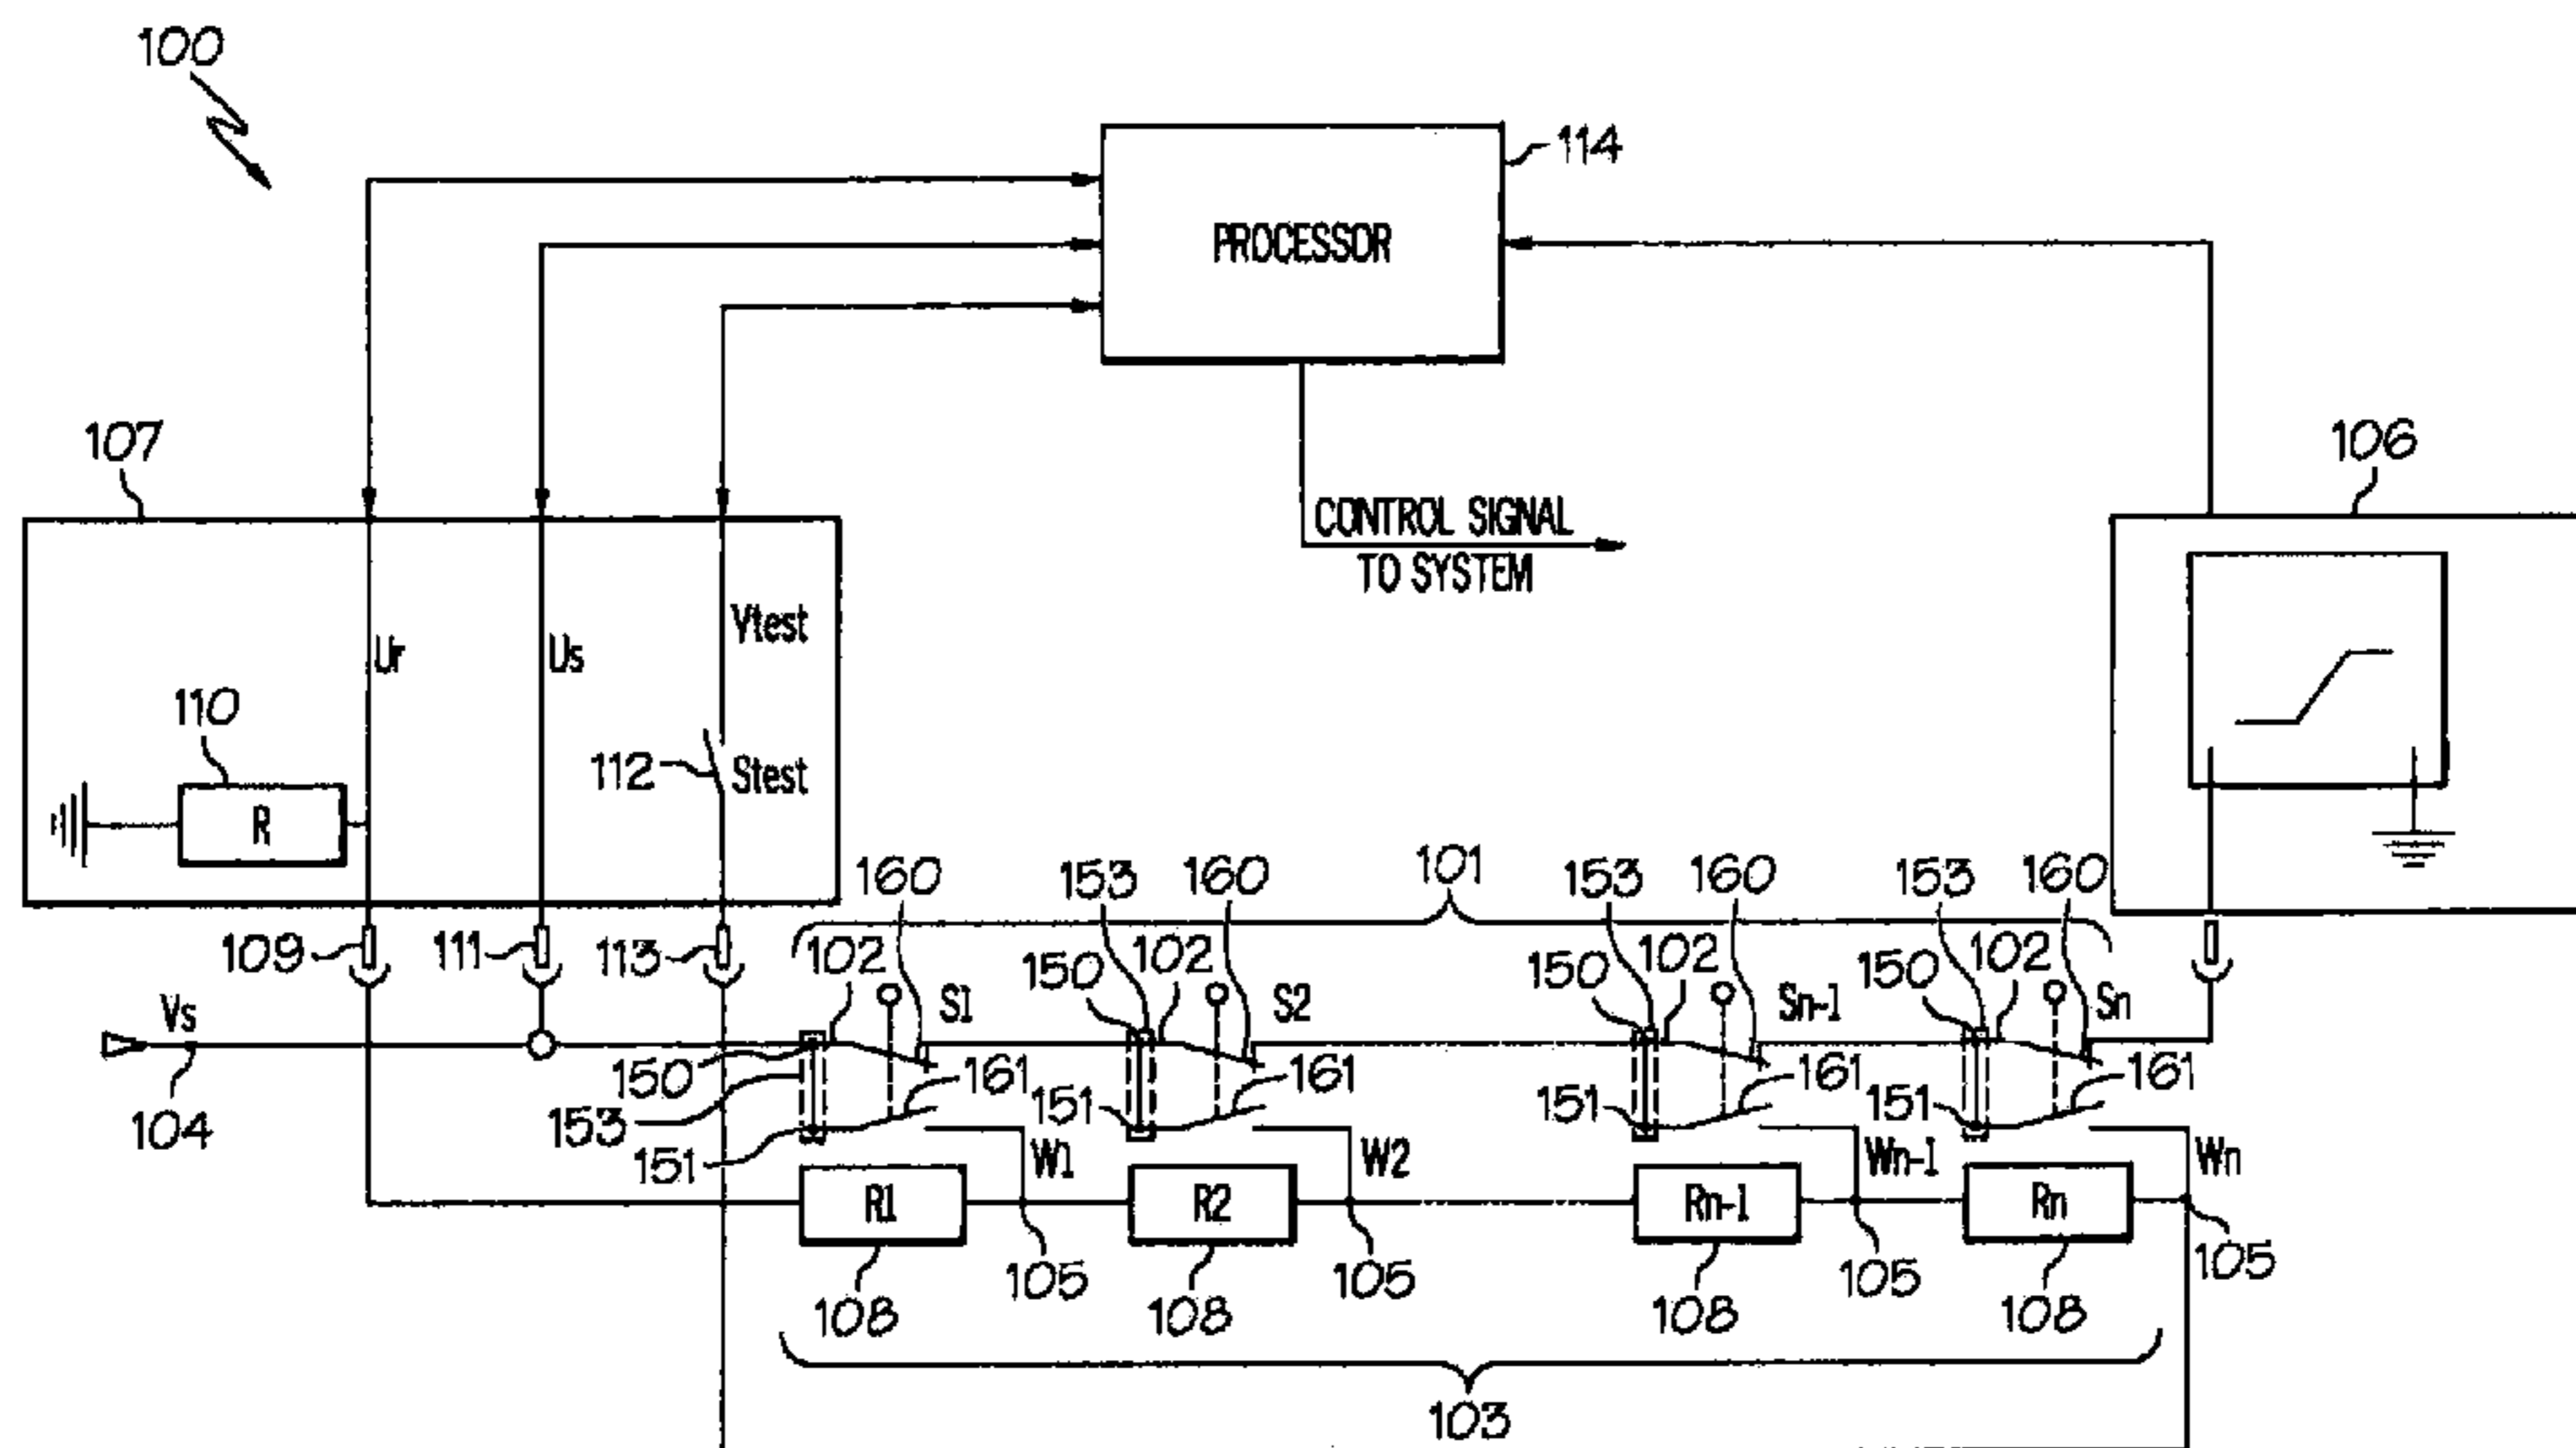 100
114
PROCESSOR
107
106
CONTROL SIGNAL
TO SYSTEM
Vtest
Ur
Us
110
112
Stest
R
160
153
160
101
153
160
153
160
109
111
113
102
150
102
150
102
150
102
Vs
S1
S2
Sn-1
Sn
104
150
161
161
161
161
153
151
151
151
151
W1
W2
Wn-1
Wn
R1
R2
Rn-1
Rn
105
105
105
105
108
108
108
108
103